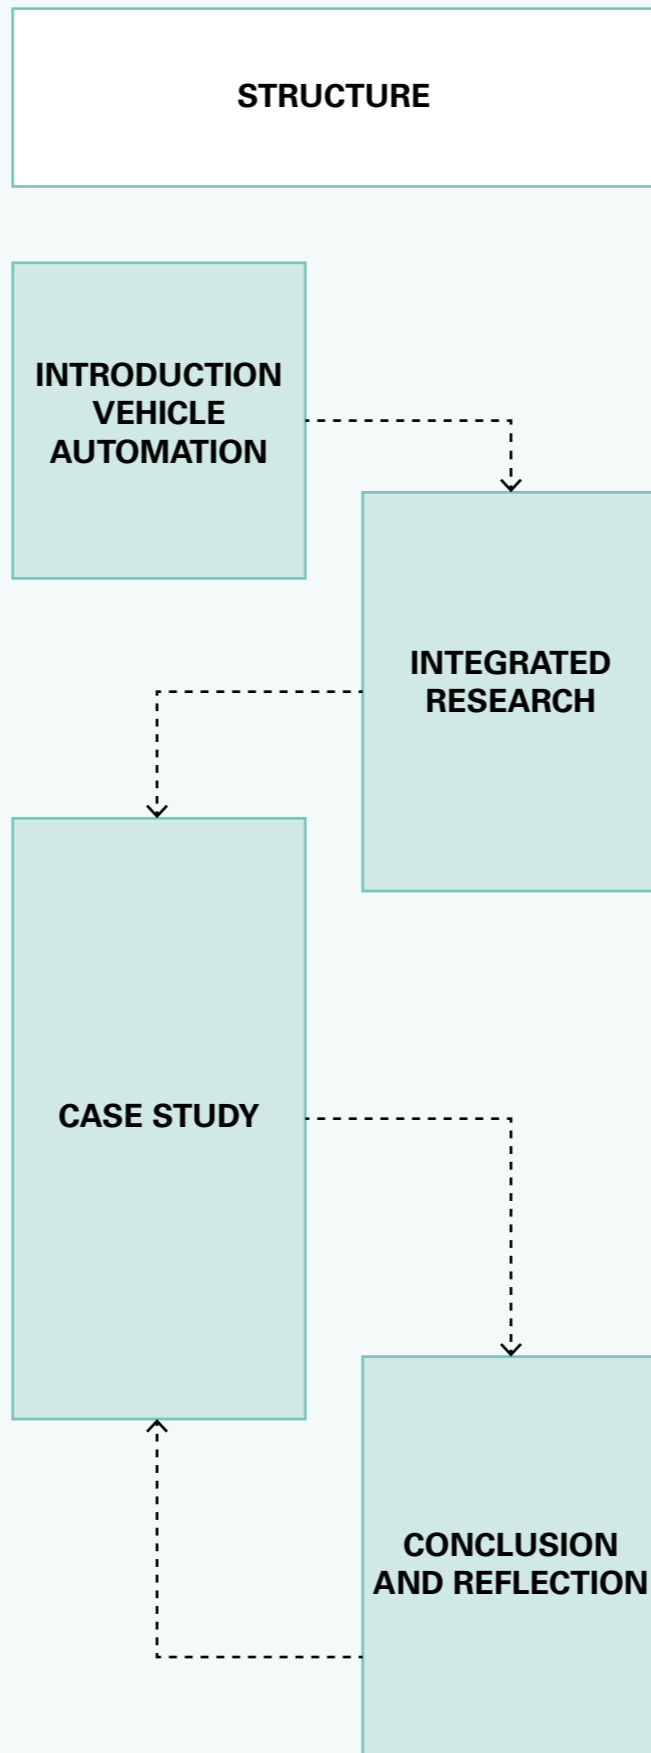 STRUCTURE
INTRODUCTION
VEHICLE
AUTOMATION
INTEGRATED
RESEARCH
CASE STUDY
CONCLUSION
AND REFLECTION